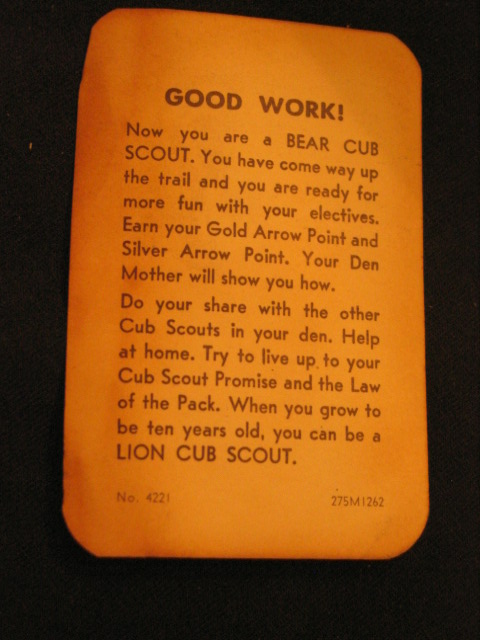 GOOD WORK!
Now you are a BEAR CUB
SCOUT. You have come way up
the trail and you are ready for
more fun with your electives.
Earn your Gold Arrow Point and
Silver Arrow Point. Your Den
Mother will show you how.
Do your share with the other
Cub Scouts in your den. Help
at home. Try to live up to your
Cub Scout Promise and the Law
of the Pack. When you grow to
be ten years old, you can be a
LION CUB SCOUT.
No. 4221 275M1262